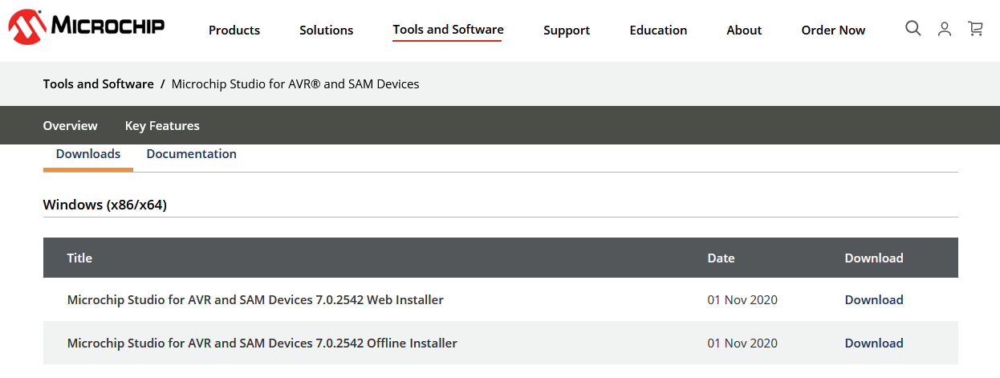 MICROCHIP
Products Solutions Tools and Software Support Education About Order Now
Tools and Software / Microchip Studio for AVR® and SAM Devices
Overview Key Features
Downloads Documentation
Windows (x86/x64)
Title Date Download
Microchip Studio for AVR and SAM Devices 7.0.2542 Web Installer 01 Nov 2020 Download
Microchip Studio for AVR and SAM Devices 7.0.2542 Offline Installer 01 Nov 2020 Download